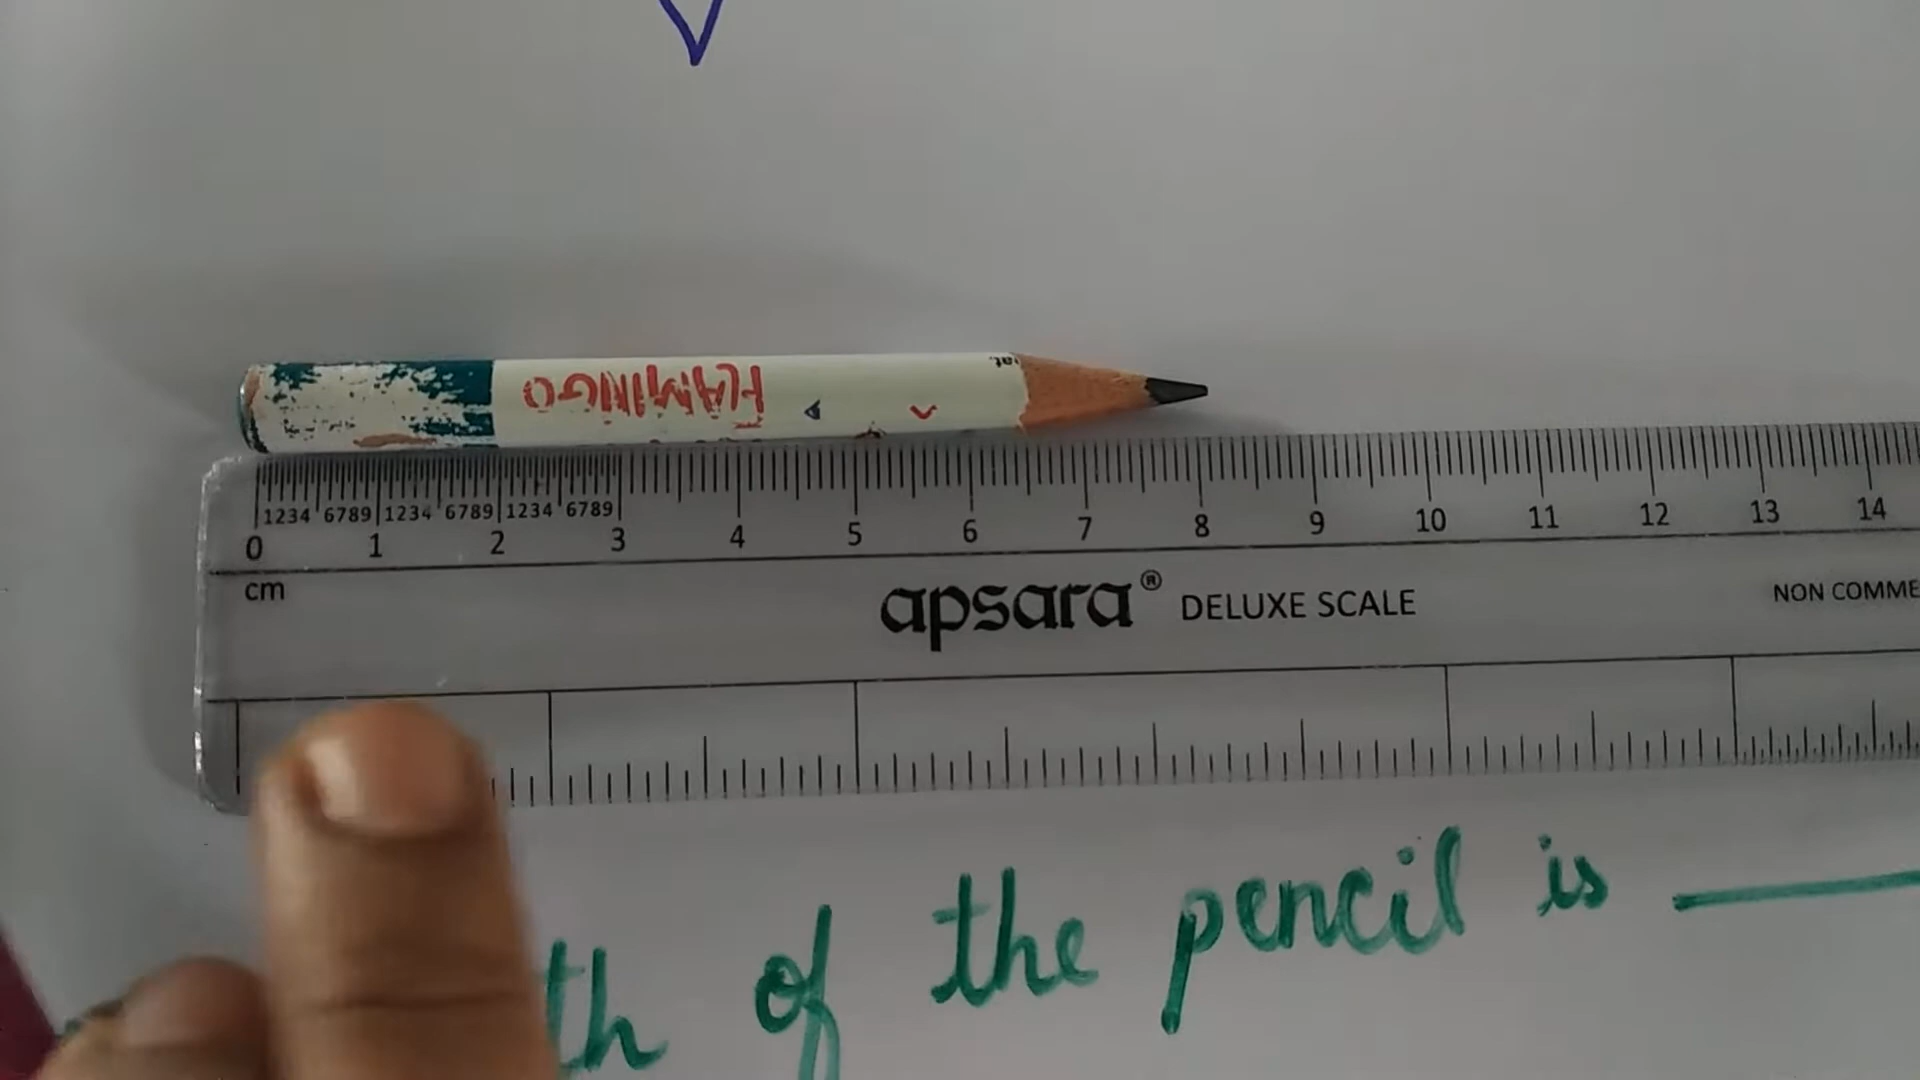 at.
FLAMINGO
1234 6789 1234 6789 1234 6789
0 1 2 3 4 5 6 7 8 9 10 11 12 13 14
cm
apsara® DELUXE SCALE
NON COMME
th of the pencil is